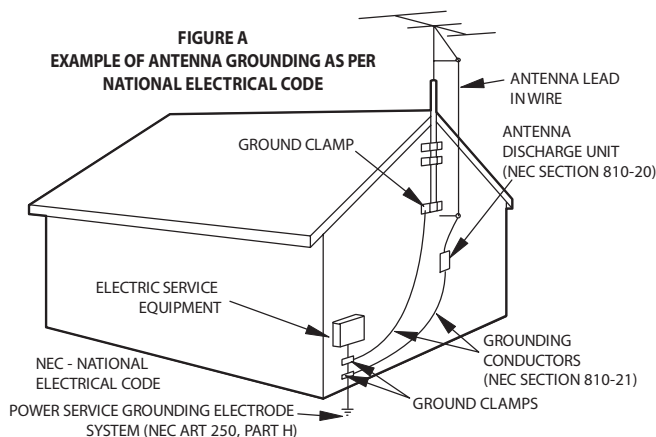 FIGURE A
EXAMPLE OF ANTENNA GROUNDING AS PER
NATIONAL ELECTRICAL CODE
ANTENNA LEAD
IN WIRE
GROUND CLAMP
ANTENNA
DISCHARGE UNIT
(NEC SECTION 810-20)
ELECTRIC SERVICE
EQUIPMENT
GROUNDING
CONDUCTORS
(NEC SECTION 810-21)
NEC - NATIONAL
ELECTRICAL CODE
GROUND CLAMPS
POWER SERVICE GROUNDING ELECTRODE
SYSTEM (NEC ART 250, PART H)